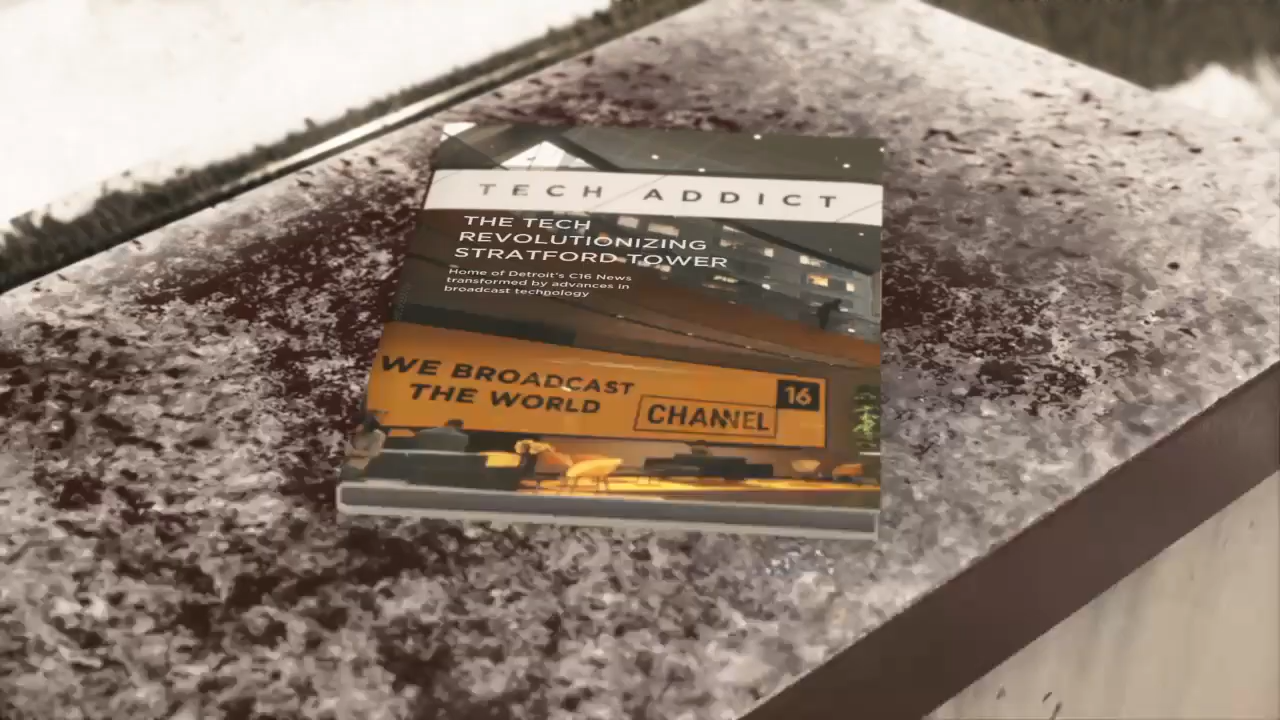 TECH ADDICT
THE TECH
REVOLUTIONIZING
STRATFORD TOWER
Home of Detroit's C16 News
transformed by advances in
broadcast technology
WE BROADCAST
THE WORLD
CHANNEL
16